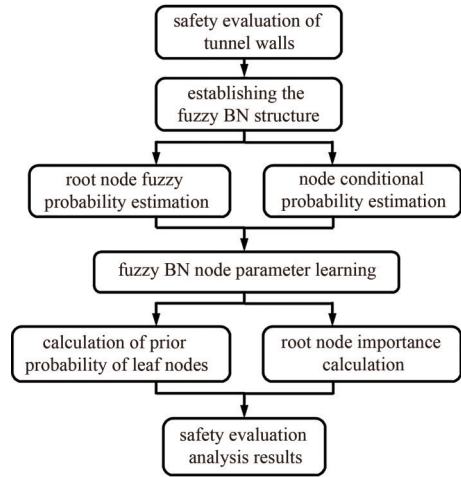 safety evaluation of
tunnel walls
establishing the
fuzzy BN structure
root node fuzzy
probability estimation
node conditional
probability estimation
fuzzy BN node parameter learning
calculation of prior
probability of leaf nodes
root node importance
calculation
safety evaluation
analysis results